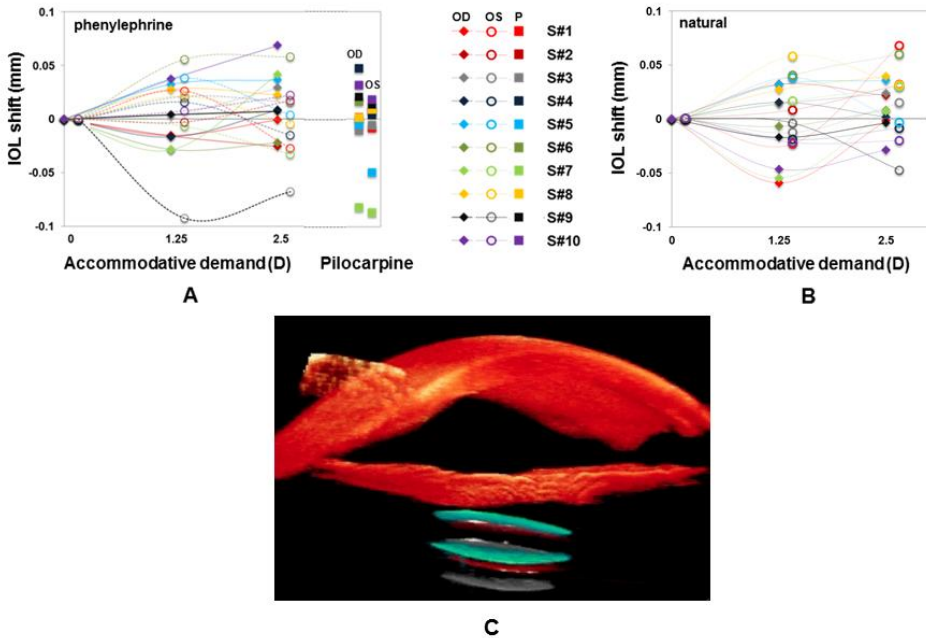 phenylephrine
IOL shift (mm)
0.1
0.05
0
-0.05
-0.1
OD
OS
0 1.25 2.5
Accommodative demand (D) Pilocarpine
A
OD OS P
S#1
S#2
S#3
S#4
S#5
S#6
S#7
S#8
S#9
S#10
natural
IOL shift (mm)
0.1
0.05
0
-0.05
-0.1
0 1.25 2.5
Accommodative demand (D)
B
C